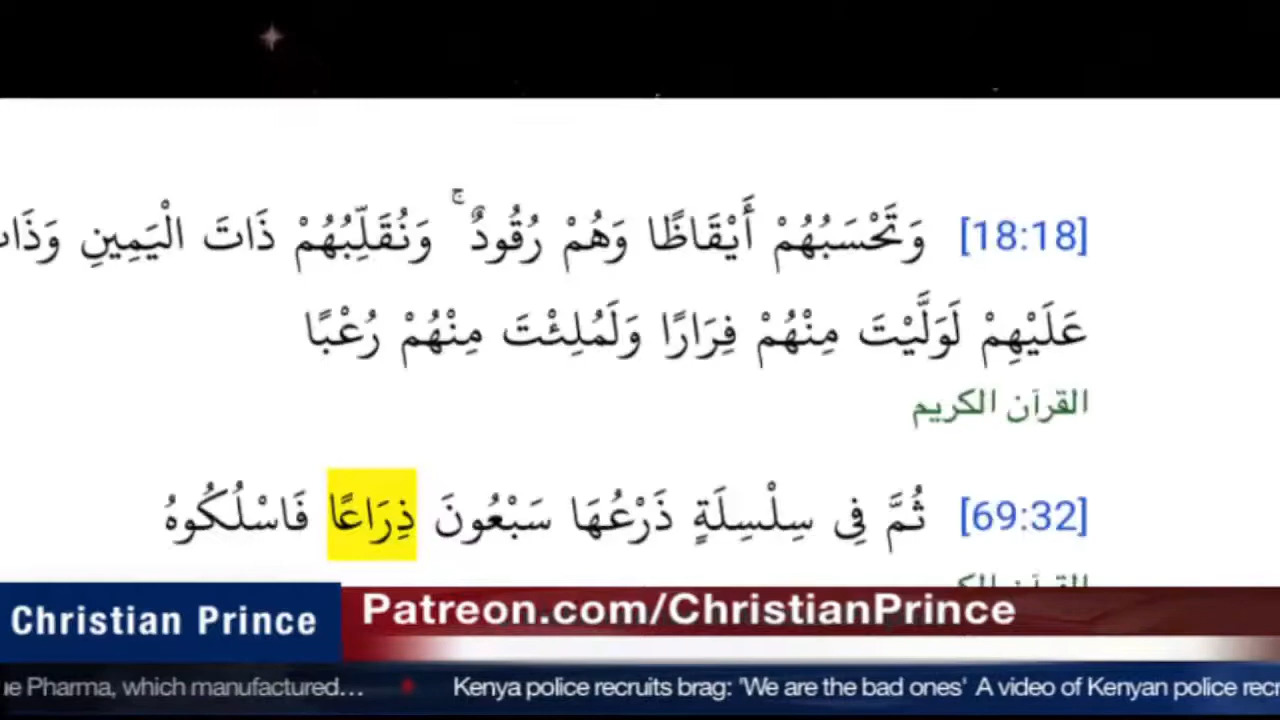 [18:18] وَتَحْسَبُهُمْ أَيْقَاظًا وَهُمْ رُقُودٌ ۚ وَنُقَلِّبُهُمْ ذَاتَ الْيَمِينِ
عَلَيْهِمْ لَوَلَّيْتَ مِنْهُمْ فِرَارًا وَلَمُلِئْتَ مِنْهُمْ رُعْبًا
القرآن الكريم
[69:32] ثُمَّ فِى سِلْسِلَةٍ ذَرْعُهَا سَبْعُونَ ذِرَاعًا فَاسْلُكُوهُ
Christian Prince
Patreon.com/ChristianPrince
Pharma, which manufactured... Kenya police recruits brag: 'We are the bad ones' A video of Kenyan police